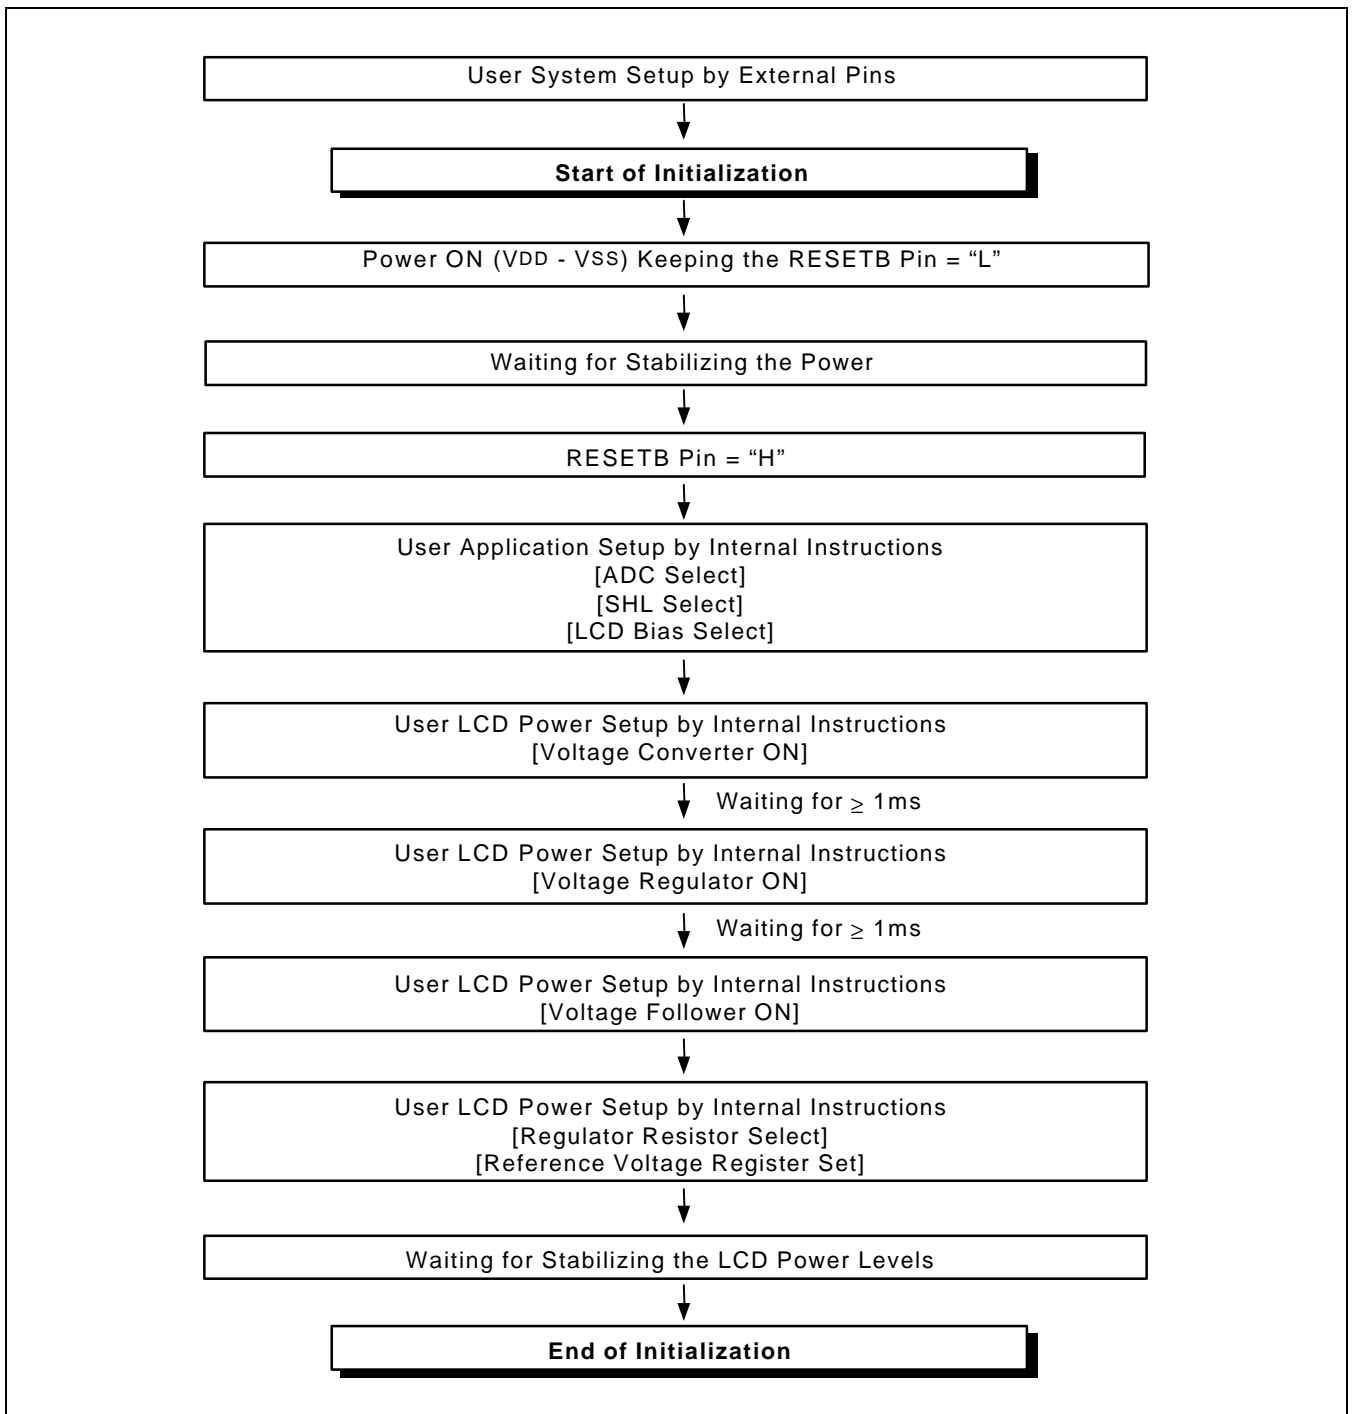 User System Setup by External Pins
Start of Initialization
Power ON (VDD - VSS) Keeping the RESETB Pin = “L”
Waiting for Stabilizing the Power
RESETB Pin = “H”
User Application Setup by Internal Instructions
[ADC Select]
[SHL Select]
[LCD Bias Select]
User LCD Power Setup by Internal Instructions
[Voltage Converter ON]
Waiting for ≥ 1ms
User LCD Power Setup by Internal Instructions
[Voltage Regulator ON]
Waiting for ≥ 1ms
User LCD Power Setup by Internal Instructions
[Voltage Follower ON]
User LCD Power Setup by Internal Instructions
[Regulator Resistor Select]
[Reference Voltage Register Set]
Waiting for Stabilizing the LCD Power Levels
End of Initialization